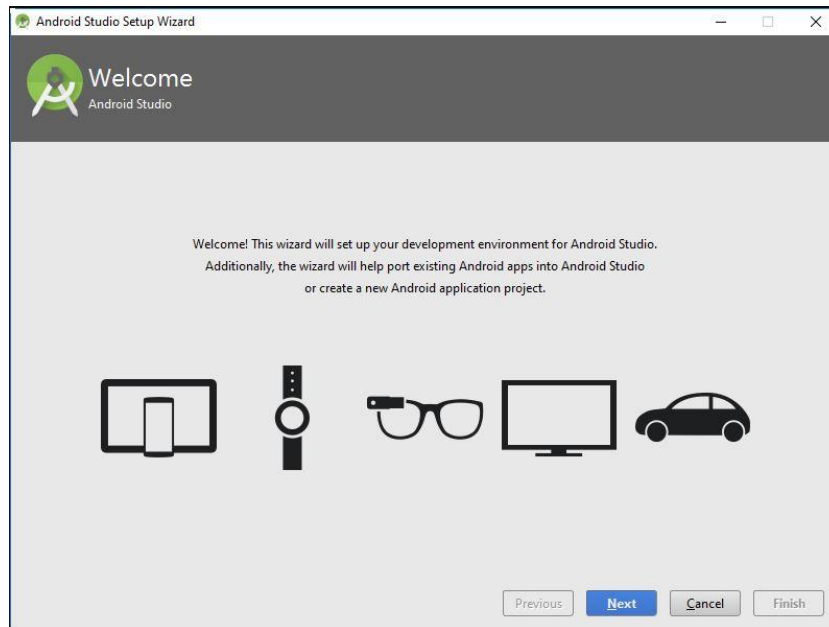 Android Studio Setup Wizard
Welcome
Android Studio
Welcome! This wizard will set up your development environment for Android Studio.
Additionally, the wizard will help port existing Android apps into Android Studio
or create a new Android application project.
Previous
Next
Cancel
Finish